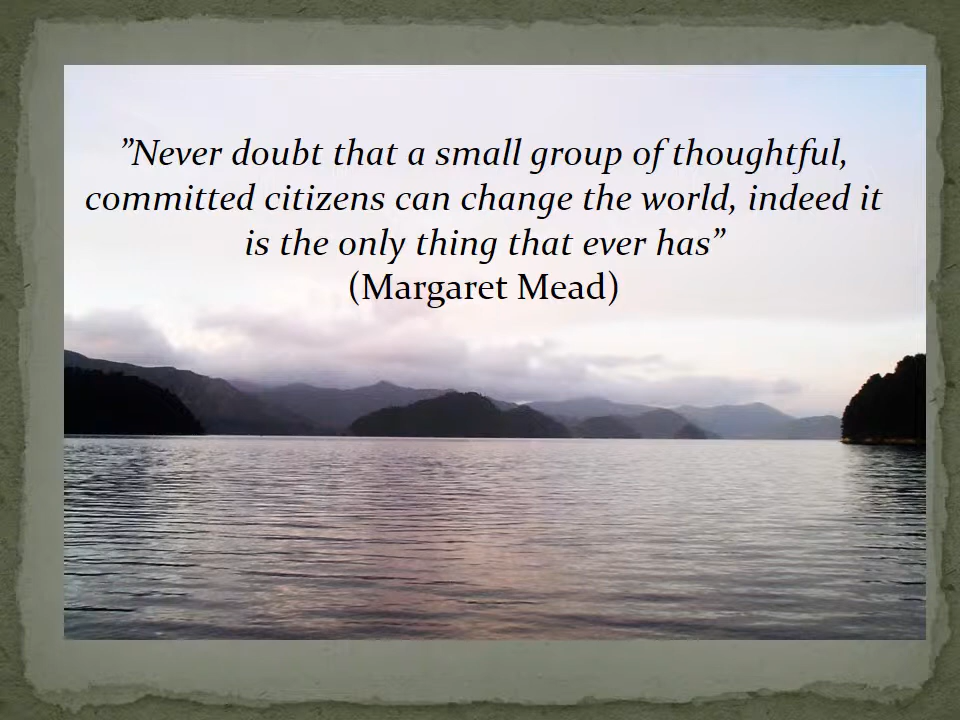 ”Never doubt that a small group of thoughtful,
committed citizens can change the world, indeed it
is the only thing that ever has”
(Margaret Mead)